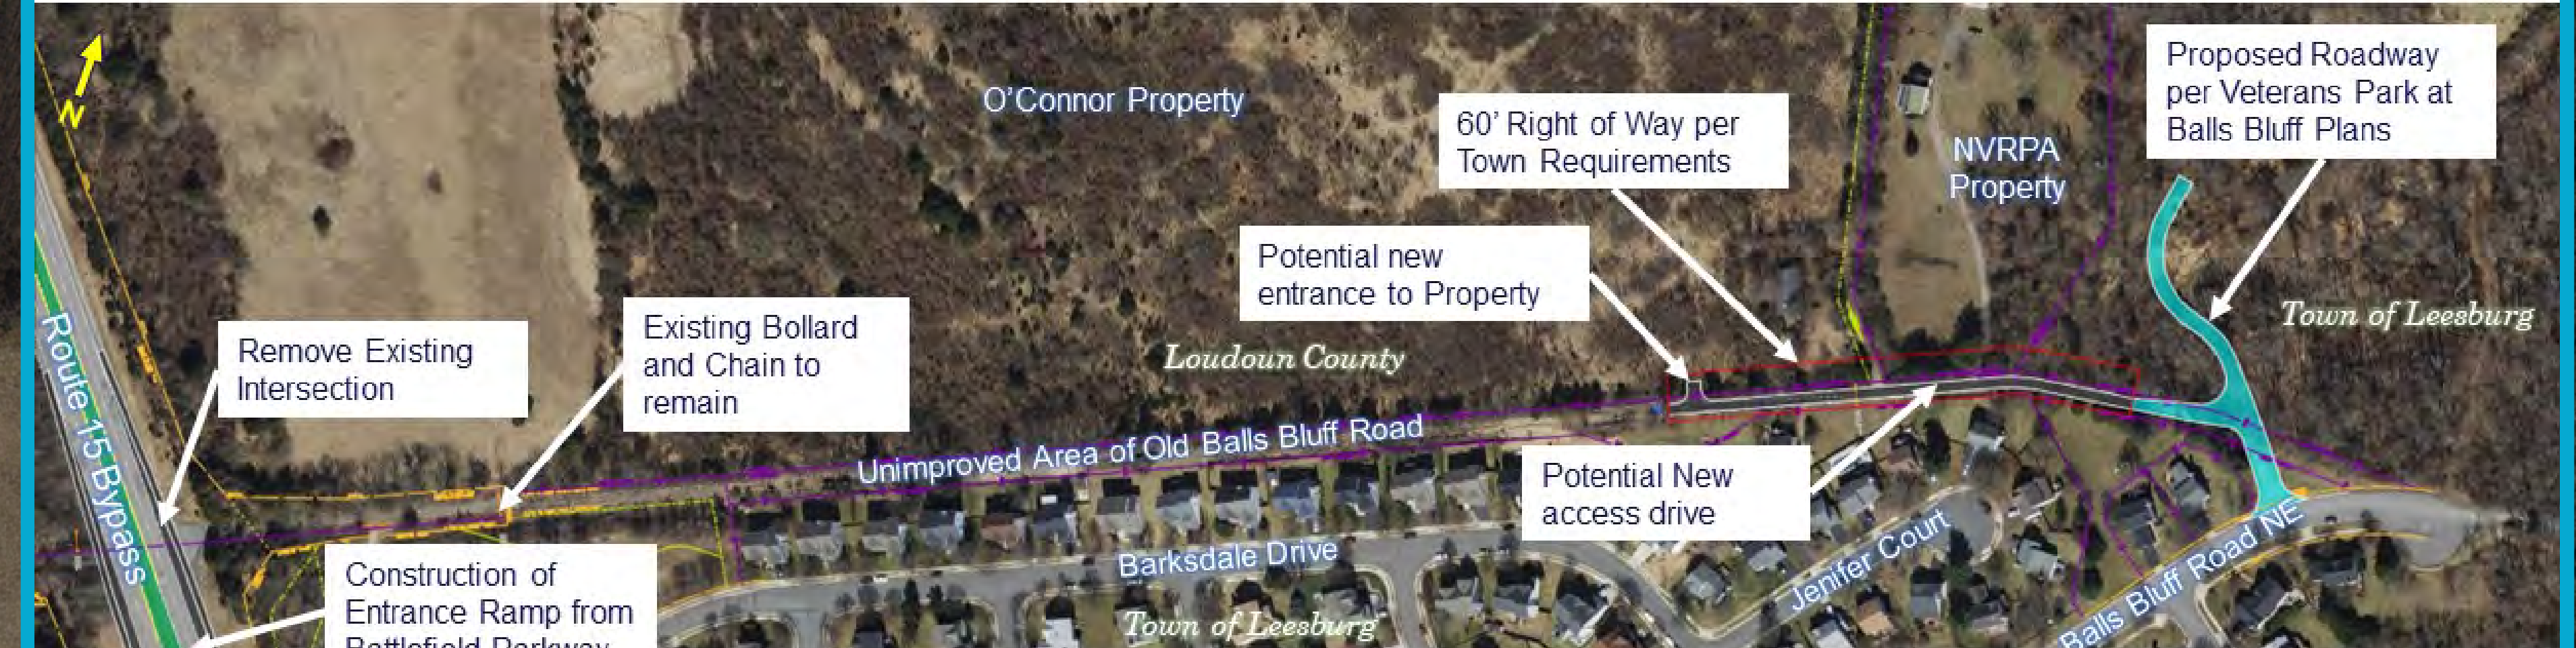 N
O'Connor Property
60' Right of Way per
Town Requirements
NVRPA
Property
Proposed Roadway
per Veterans Park at
Balls Bluff Plans
Potential new
entrance to Property
Town of Leesburg
Loudoun County
Route 15 Bypass
Remove Existing
Intersection
Existing Bollard
and Chain to
remain
Unimproved Area of Old Balls Bluff Road
Potential New
access drive
Barksdale Drive
Jenifer Court
Balls Bluff Road NE
Construction of
Entrance Ramp from
Battlefield Parkway
Town of Leesburg